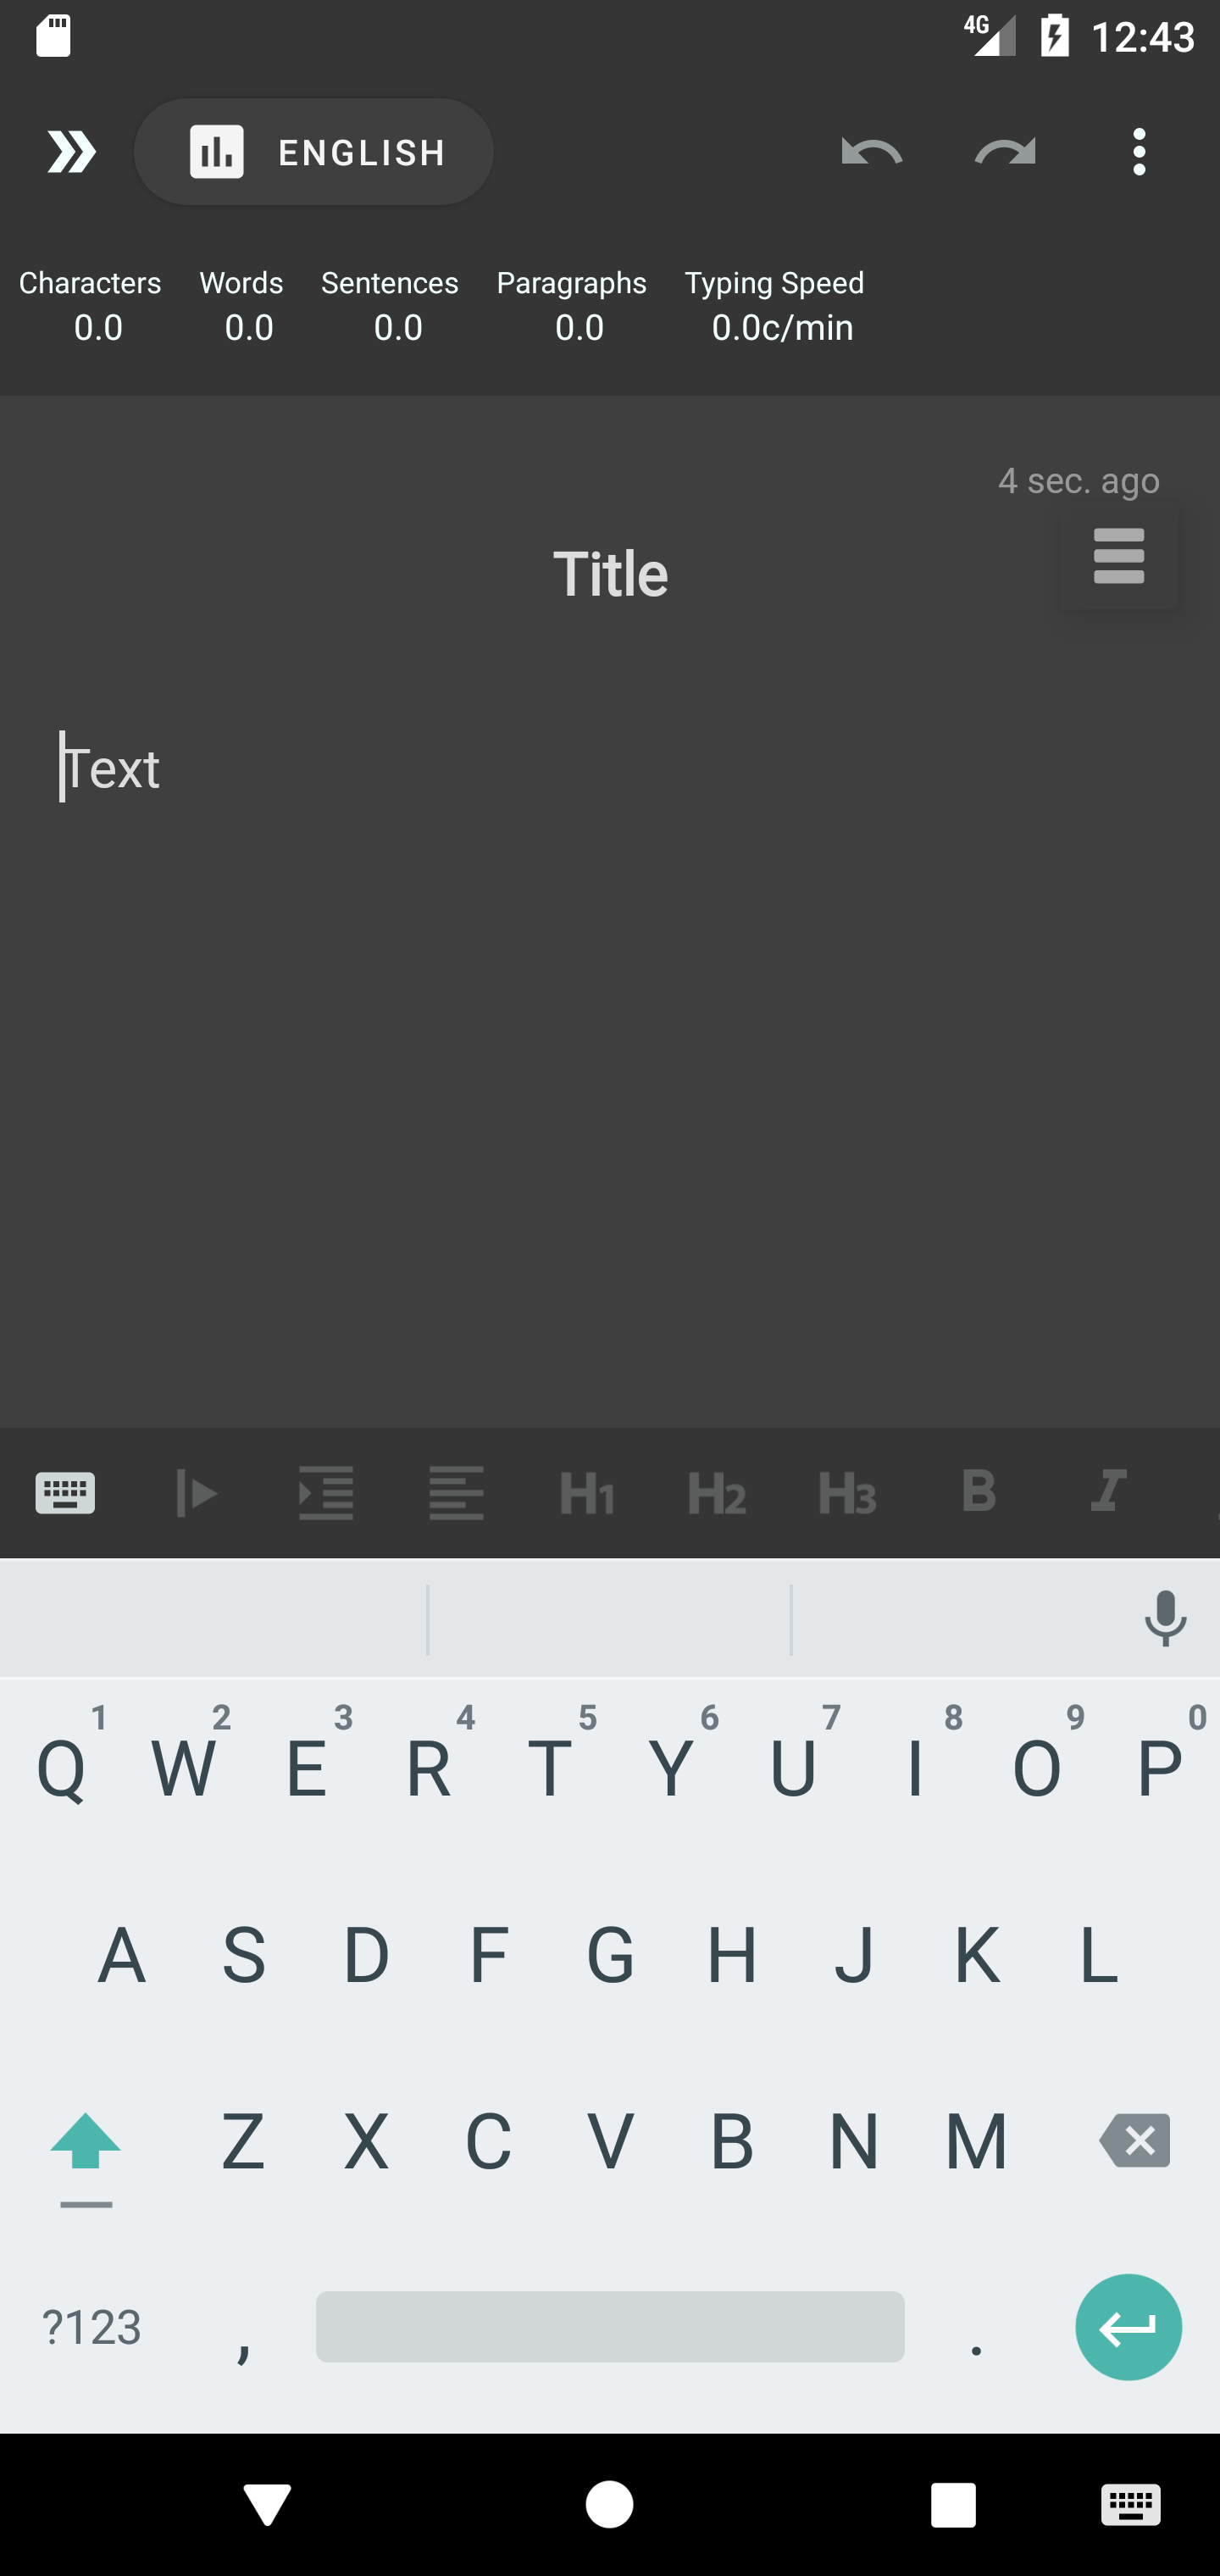 4G 12:43
ENGLISH
Characters Words Sentences Paragraphs Typing Speed
0.0 0.0 0.0 0.0 0.0c/min
4 sec. ago
Title
Text
H1 H2 H3 B I
1 2 3 4 5 6 7 8 9 0
Q W E R T Y U I O P
A S D F G H J K L
Z X C V B N M
?123 , .